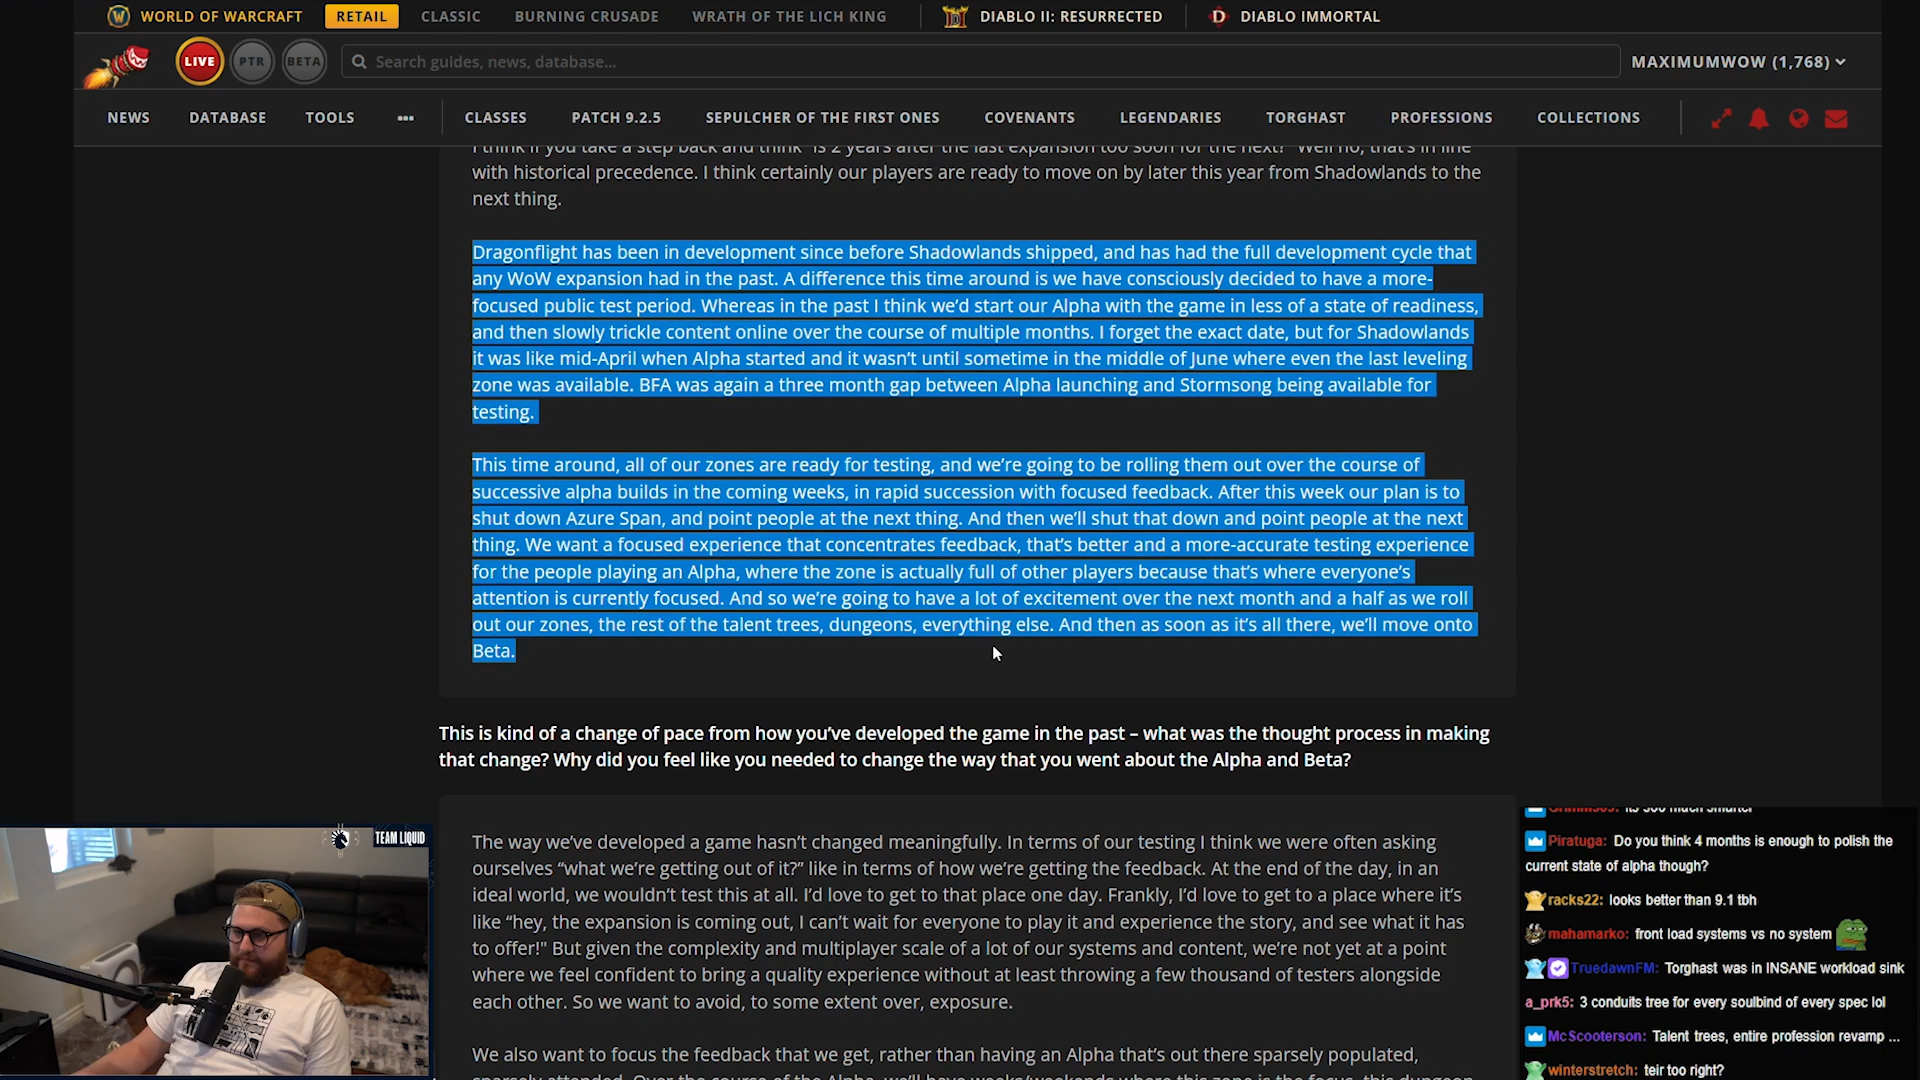 WORLD OF WARCRAFT RETAIL CLASSIC BURNING CRUSADE WRATH OF THE LICH KING DIABLO II: RESURRECTED DIABLO IMMORTAL
LIVE PTR BETA Search guides, news, database... MAXIMUMWOW (1,768)
NEWS DATABASE TOOLS ••• CLASSES PATCH 9.2.5 SEPULCHER OF THE FIRST ONES COVENANTS LEGENDARIES TORGHAST PROFESSIONS COLLECTIONS
I think if you take a step back and think "is 2 years after the last expansion too soon for the next?" Well no, that's in line
with historical precedence. I think certainly our players are ready to move on by later this year from Shadowlands to the
next thing.
Dragonflight has been in development since before Shadowlands shipped, and has had the full development cycle that
any WoW expansion had in the past. A difference this time around is we have consciously decided to have a more-
focused public test period. Whereas in the past I think we'd start our Alpha with the game in less of a state of readiness,
and then slowly trickle content online over the course of multiple months. I forget the exact date, but for Shadowlands
it was like mid-April when Alpha started and it wasn't until sometime in the middle of June where even the last leveling
zone was available. BFA was again a three month gap between Alpha launching and Stormsong being available for
testing.
This time around, all of our zones are ready for testing, and we're going to be rolling them out over the course of
successive alpha builds in the coming weeks, in rapid succession with focused feedback. After this week our plan is to
shut down Azure Span, and point people at the next thing. And then we'll shut that down and point people at the next
thing. We want a focused experience that concentrates feedback, that's better and a more-accurate testing experience
for the people playing an Alpha, where the zone is actually full of other players because that's where everyone's
attention is currently focused. And so we're going to have a lot of excitement over the next month and a half as we roll
out our zones, the rest of the talent trees, dungeons, everything else. And then as soon as it's all there, we'll move onto
Beta.
This is kind of a change of pace from how you've developed the game in the past – what was the thought process in making
that change? Why did you feel like you needed to change the way that you went about the Alpha and Beta?
The way we've developed a game hasn't changed meaningfully. In terms of our testing I think we were often asking
ourselves "what we're getting out of it?" like in terms of how we're getting the feedback. At the end of the day, in an
ideal world, we wouldn't test this at all. I'd love to get to that place one day. Frankly, I'd love to get to a place where it's
like "hey, the expansion is coming out, I can't wait for everyone to play it and experience the story, and see what it has
to offer!" But given the complexity and multiplayer scale of a lot of our systems and content, we're not yet at a point
where we feel confident to bring a quality experience without at least throwing a few thousand of testers alongside
each other. So we want to avoid, to some extent over, exposure.
We also want to focus the feedback that we get, rather than having an Alpha that's out there sparsely populated,
TEAM LIQUID
Piratuga: Do you think 4 months is enough to polish the
current state of alpha though?
racks22: looks better than 9.1 tbh
mahamarko: front load systems vs no system
TruedawnFM: Torghast was in INSANE workload sink
a_prk5: 3 conduits tree for every soulbind of every spec lol
McScooterson: Talent trees, entire profession revamp ...
winterstretch: teir too right?